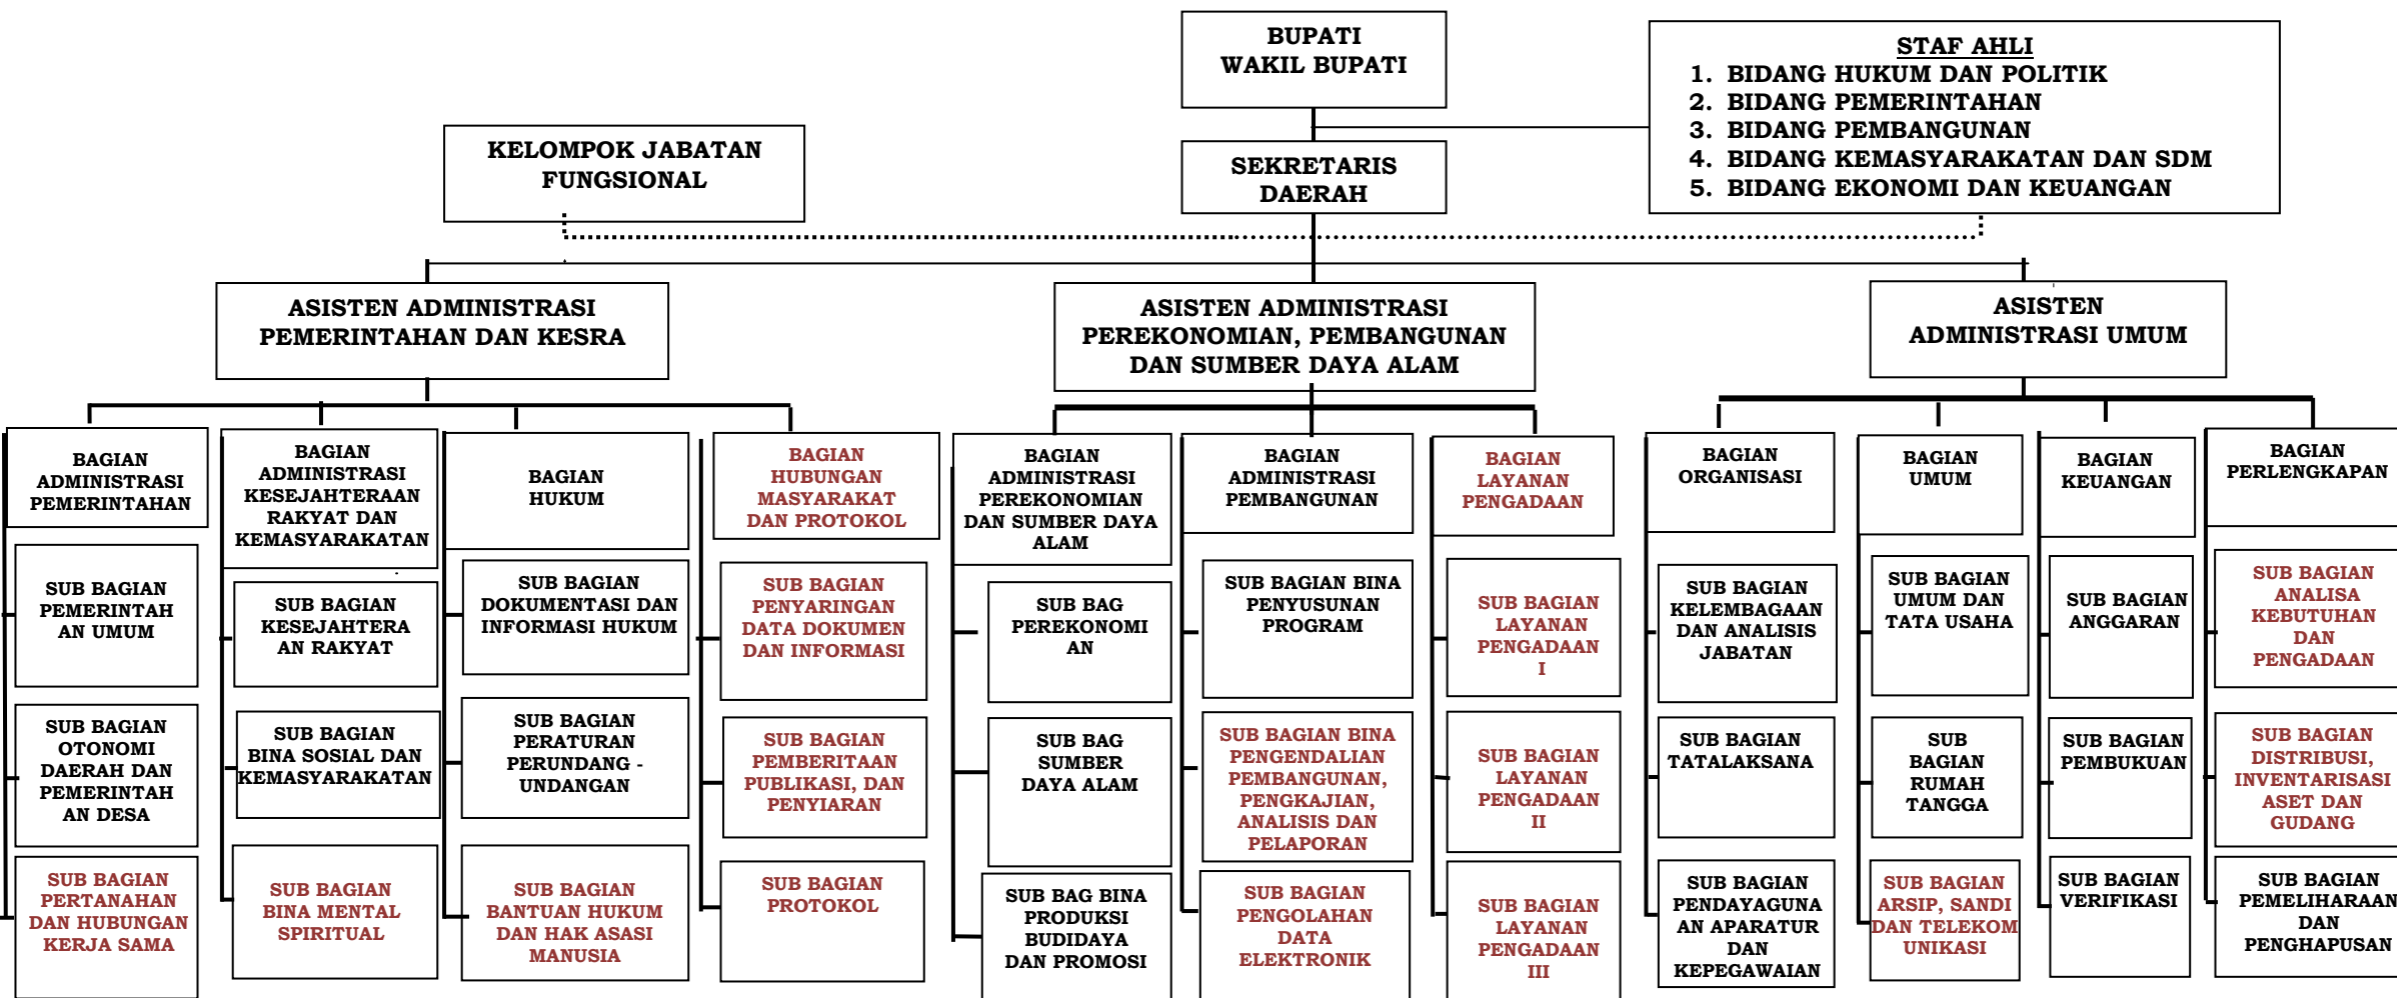 BUPATI
WAKIL BUPATI
STAF AHLI
1. BIDANG HUKUM DAN POLITIK
2. BIDANG PEMERINTAHAN
3. BIDANG PEMBANGUNAN
4. BIDANG KEMASYARAKATAN DAN SDM
5. BIDANG EKONOMI DAN KEUANGAN
KELOMPOK JABATAN
FUNGSIONAL
SEKRETARIS
DAERAH
ASISTEN ADMINISTRASI
PEMERINTAHAN DAN KESRA
ASISTEN ADMINISTRASI
PEREKONOMIAN, PEMBANGUNAN
DAN SUMBER DAYA ALAM
ASISTEN
ADMINISTRASI UMUM
BAGIAN
ADMINISTRASI
PEMERINTAHAN
BAGIAN
ADMINISTRASI
KESEJAHTERAAN
RAKYAT DAN
KEMASYARAKATAN
BAGIAN
HUKUM
BAGIAN
HUBUNGAN
MASYARAKAT
DAN PROTOKOL
BAGIAN
ADMINISTRASI
PEREKONOMIAN
DAN SUMBER DAYA
ALAM
BAGIAN
ADMINISTRASI
PEMBANGUNAN
BAGIAN
LAYANAN
PENGADAAN
BAGIAN
ORGANISASI
BAGIAN
UMUM
BAGIAN
KEUANGAN
BAGIAN
PERLENGKAPAN
SUB BAGIAN
PEMERINTAH
AN UMUM
SUB BAGIAN
KESEJAHTERA
AN RAKYAT
SUB BAGIAN
DOKUMENTASI DAN
INFORMASI HUKUM
SUB BAGIAN
PENYARINGAN
DATA DOKUMEN
DAN INFORMASI
SUB BAG
PEREKONOMI
AN
SUB BAGIAN BINA
PENYUSUNAN
PROGRAM
SUB BAGIAN
LAYANAN
PENGADAAN
I
SUB BAGIAN
KELEMBAGAAN
DAN ANALISIS
JABATAN
SUB BAGIAN
UMUM DAN
TATA USAHA
SUB BAGIAN
ANGGARAN
SUB BAGIAN
ANALISA
KEBUTUHAN
DAN
PENGADAAN
SUB BAGIAN
OTONOMI
DAERAH DAN
PEMERINTAH
AN DESA
SUB BAGIAN
BINA SOSIAL DAN
KEMASYARAKATAN
SUB BAGIAN
PERATURAN
PERUNDANG -
UNDANGAN
SUB BAGIAN
PEMBERITAAN
PUBLIKASI, DAN
PENYIARAN
SUB BAG
SUMBER
DAYA ALAM
SUB BAGIAN BINA
PENGENDALIAN
PEMBANGUNAN,
PENGKAJIAN,
ANALISIS DAN
PELAPORAN
SUB BAGIAN
LAYANAN
PENGADAAN
II
SUB BAGIAN
TATALAKSANA
SUB
BAGIAN
RUMAH
TANGGA
SUB BAGIAN
PEMBUKUAN
SUB BAGIAN
DISTRIBUSI,
INVENTARISASI
ASET DAN
GUDANG
SUB BAGIAN
PERTANAHAN
DAN HUBUNGAN
KERJA SAMA
SUB BAGIAN
BINA MENTAL
SPIRITUAL
SUB BAGIAN
BANTUAN HUKUM
DAN HAK ASASI
MANUSIA
SUB BAGIAN
PROTOKOL
SUB BAG BINA
PRODUKSI
BUDIDAYA
DAN PROMOSI
SUB BAGIAN
PENGOLAHAN
DATA
ELEKTRONIK
SUB BAGIAN
LAYANAN
PENGADAAN
III
SUB BAGIAN
PENDAYAGUNA
AN APARATUR
DAN
KEPEGAWAIAN
SUB BAGIAN
ARSIP, SANDI
DAN TELEKOM
UNIKASI
SUB BAGIAN
VERIFIKASI
SUB BAGIAN
PEMELIHARAAN
DAN
PENGHAPUSAN